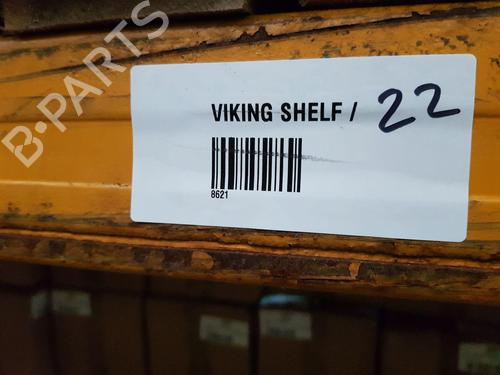 B-PARTS
VIKING SHELF / 22
8621